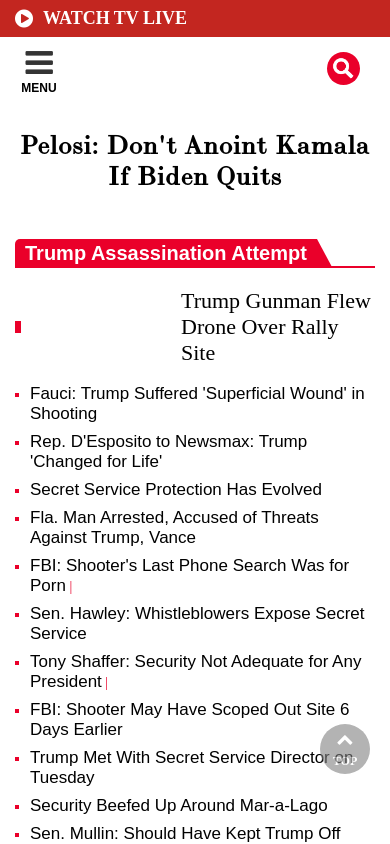 WATCH TV LIVE
MENU
Pelosi: Don't Anoint Kamala
If Biden Quits
Trump Assassination Attempt
Trump Gunman Flew
Drone Over Rally
Site
Fauci: Trump Suffered 'Superficial Wound' in
Shooting
Rep. D'Esposito to Newsmax: Trump
'Changed for Life'
Secret Service Protection Has Evolved
Fla. Man Arrested, Accused of Threats
Against Trump, Vance
FBI: Shooter's Last Phone Search Was for
Porn |
Sen. Hawley: Whistleblowers Expose Secret
Service
Tony Shaffer: Security Not Adequate for Any
President |
FBI: Shooter May Have Scoped Out Site 6
Days Earlier
Trump Met With Secret Service Director on
Tuesday
TOP
Security Beefed Up Around Mar-a-Lago
Sen. Mullin: Should Have Kept Trump Off